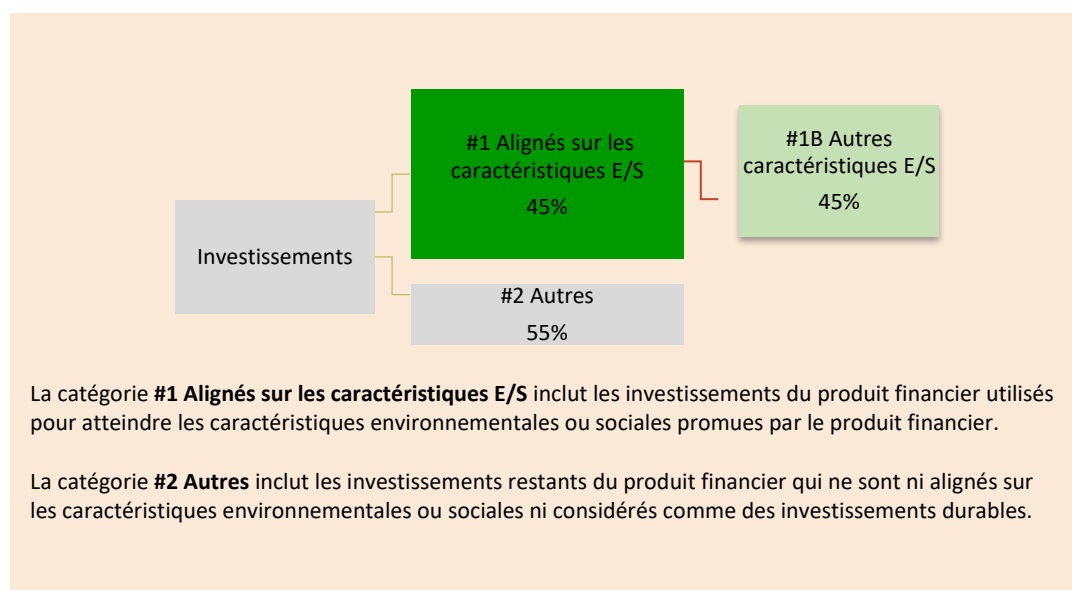 #1 Alignés sur les
caractéristiques E/S
45%
#1B Autres
caractéristiques E/S
45%
Investissements
#2 Autres
55%
La catégorie #1 Alignés sur les caractéristiques E/S inclut les investissements du produit financier utilisés
pour atteindre les caractéristiques environnementales ou sociales promues par le produit financier.
La catégorie #2 Autres inclut les investissements restants du produit financier qui ne sont ni alignés sur
les caractéristiques environnementales ou sociales ni considérés comme des investissements durables.